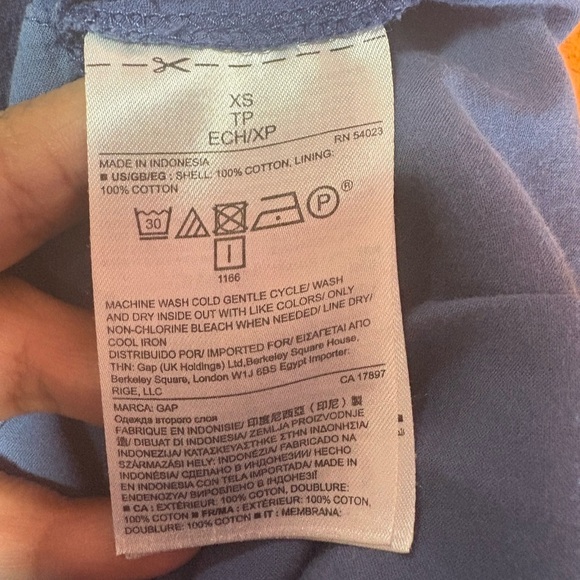 XS
TP
ECH/XP
RN 54023
MADE IN INDONESIA
■ US/GB/EG : SHELL: 100% COTTON, LINING:
100% COTTON
30
P
®
1166
MACHINE WASH COLD GENTLE CYCLE/ WASH
AND DRY INSIDE OUT WITH LIKE COLORS/ ONLY
NON-CHLORINE BLEACH WHEN NEEDED/ LINE DRY/
COOL IRON
DISTRIBUIDO POR/ IMPORTED FOR/ ΕΙΣΑΓΕΤΑΙ ΑΠΟ
ΤΗΝ: Gap (UK Holdings) Ltd,Berkeley Square House,
Berkeley Square, London W1J 6BS Egypt Importer:
RIGE, LLC
CA 17897
MARCA: GAP
Одежда второго слоя
FABRIQUÉ EN INDONÉSIE/ 印度尼西亞（印尼）製
造/ DIBUAT DI INDONESIA/ ZEMLJA PROIZVODNJE
INDONEZIJA/ ΚΑΤΑΣΚΕΥΑΣΤΗΚΕ ΣΤΗΝ ΙΝΔΟΝΗΣΙΑ/
SZÁRMAZÁSI HELY: INDONÉZIA/ FABRICADO NA
INDONÉSIA/ СДЕЛАНО В ИНДОНЕЗИИ/ HECHO
EN INDONESIA CON TELA IMPORTADA/ MADE IN
ENDONEZYA/ ВИРОБЛЕНО В ІНДОНЕЗІЇ
■ CA : EXTÉRIEUR: 100% COTON, DOUBLURE:
100% COTON ■ FR/MA : EXTÉRIEUR: 100% COTON,
DOUBLURE: 100% COTON ■ IT : MEMBRANA: